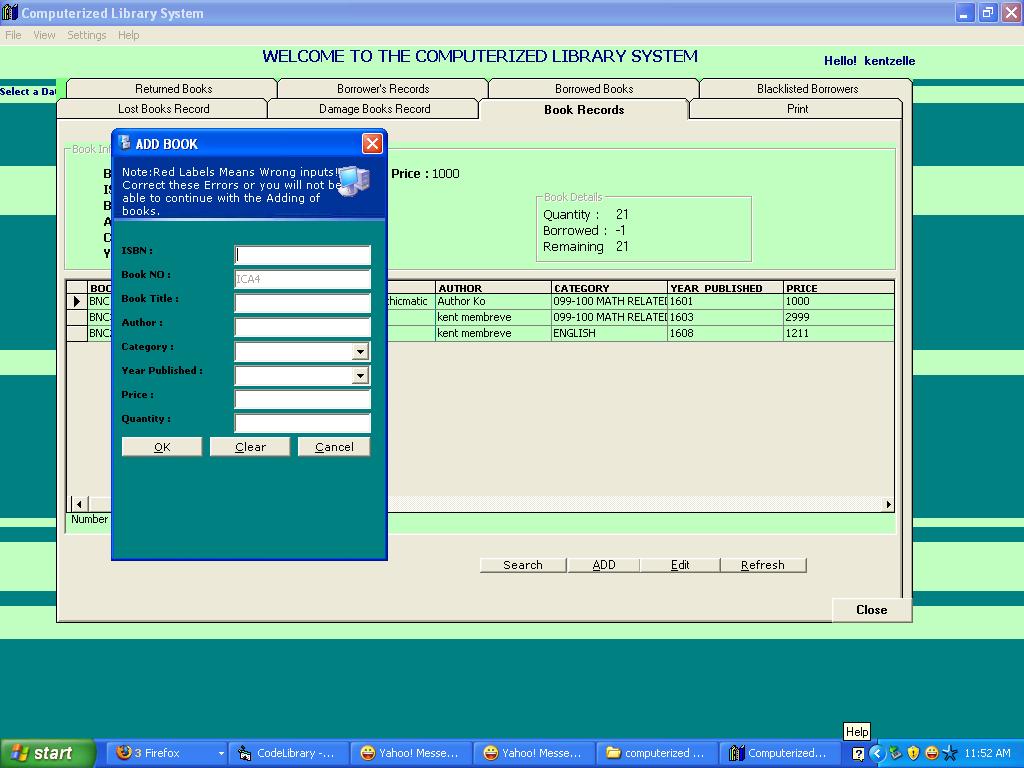 Computerized Library System
File View Settings Help
WELCOME TO THE COMPUTERIZED LIBRARY SYSTEM
Hello! kentzelle
Select a Da
Returned Books Borrower's Records Borrowed Books Blacklisted Borrowers
Lost Books Record Damage Books Record Book Records Print
ADD BOOK
Note:Red Labels Means Wrong inputs!
Correct these Errors or you will not be
able to continue with the Adding of
books.
ISBN :
Book NO : ICA4
Book Title :
Author :
Category :
Year Published :
Price :
Quantity :
OK Clear Cancel
Book Inf
B
IS
B
A
C
Y
Price : 1000
Book Details
Quantity : 21
Borrowed : -1
Remaining 21
BOO AUTHOR CATEGORY YEAR_PUBLISHED PRICE
BNC hicmatic Author Ko 099-100 MATH RELATED 1601 1000
BNC kent membreve 099-100 MATH RELATED 1603 2999
BNC kent membreve ENGLISH 1608 1211
Number
Search ADD Edit Refresh
Close
Help
start 3 Firefox CodeLibrary -... Yahoo! Messe... Yahoo! Messe... computerized ... Computerized... 11:52 AM